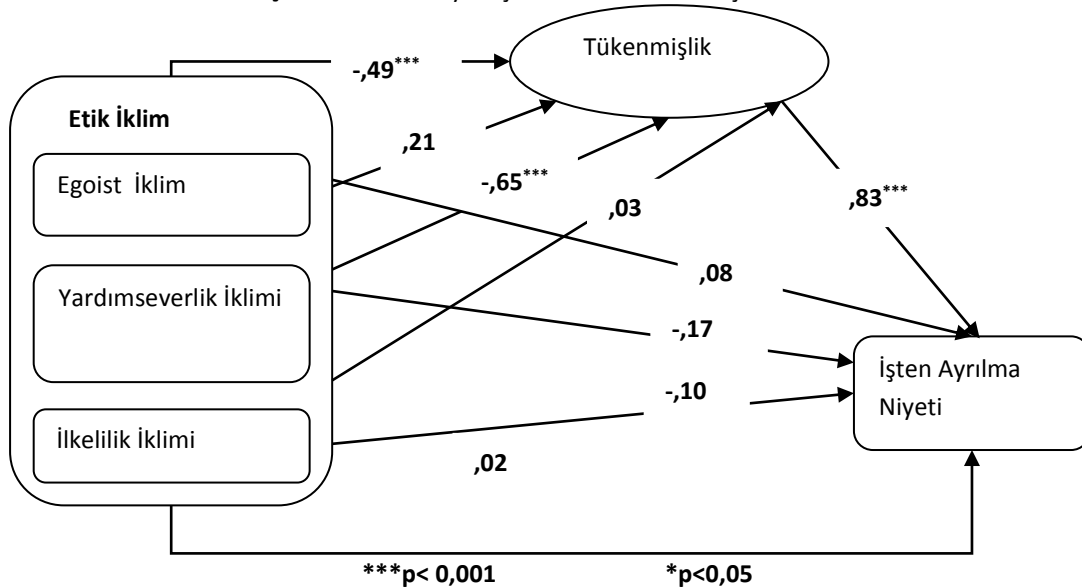 Tükenmişlik
-,49***
Etik İklim
,21
Egoist İklim
-,65***
,03
,83***
,08
Yardımseverlik İklimi
-,17
İşten Ayrılma
Niyeti
-,10
İlkelilik İklimi
,02
***p< 0,001 *p<0,05